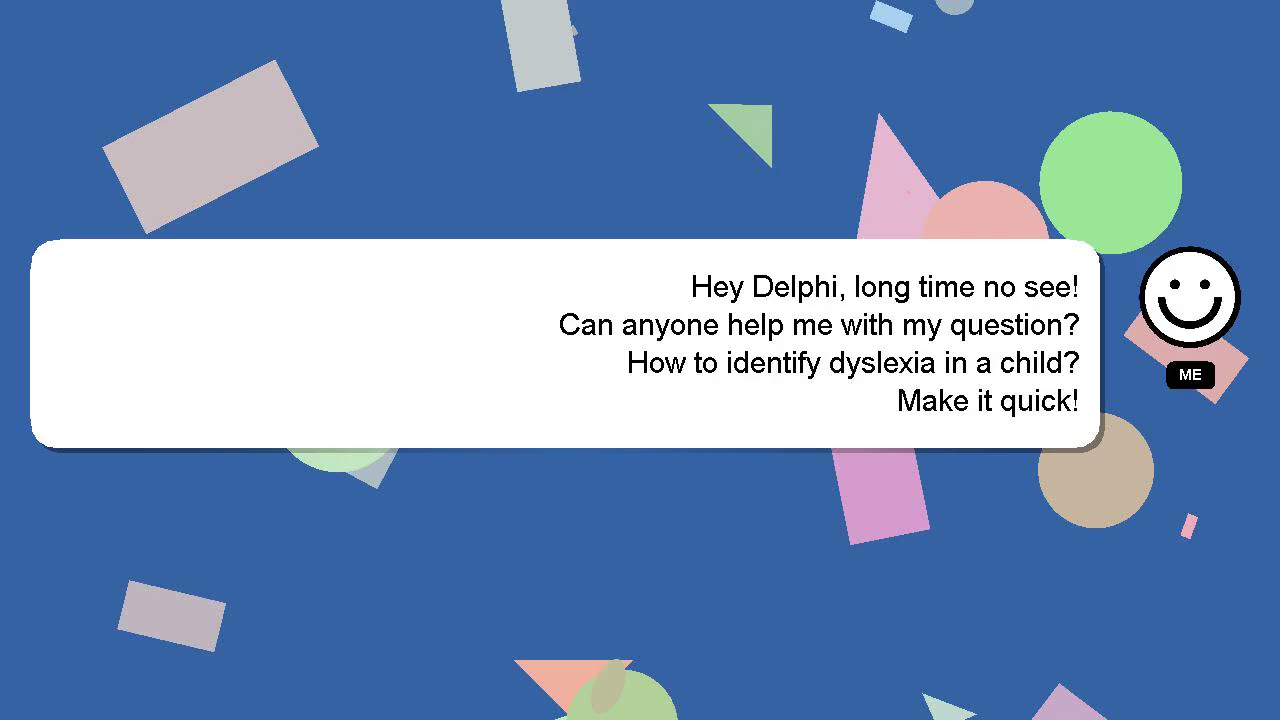 Hey Delphi, long time no see!
Can anyone help me with my question?
How to identify dyslexia in a child?
Make it quick!
ME